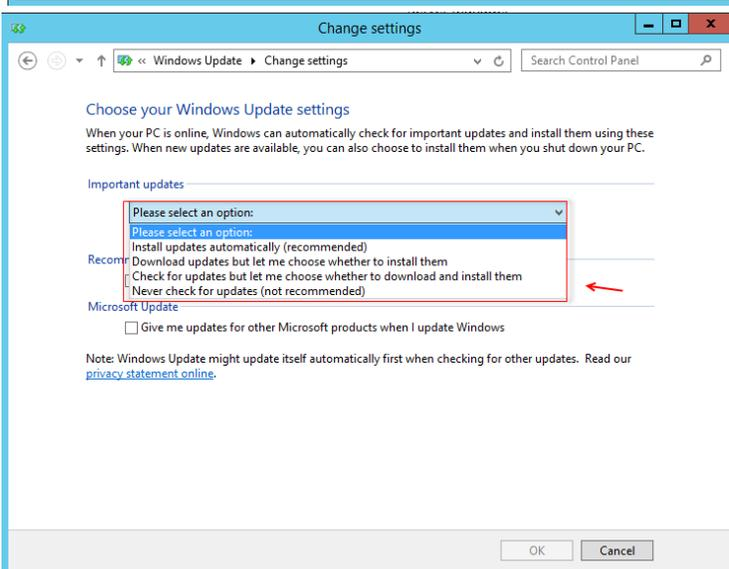 Change settings
« Windows Update ▸ Change settings
Search Control Panel
Choose your Windows Update settings
When your PC is online, Windows can automatically check for important updates and install them using these
settings. When new updates are available, you can also choose to install them when you shut down your PC.
Important updates
Please select an option:
Please select an option:
Install updates automatically (recommended)
Recom
Download updates but let me choose whether to install them
Check for updates but let me choose whether to download and install them
Never check for updates (not recommended)
Microsoft Update
Give me updates for other Microsoft products when I update Windows
Note: Windows Update might update itself automatically first when checking for other updates. Read our
privacy statement online.
OK
Cancel